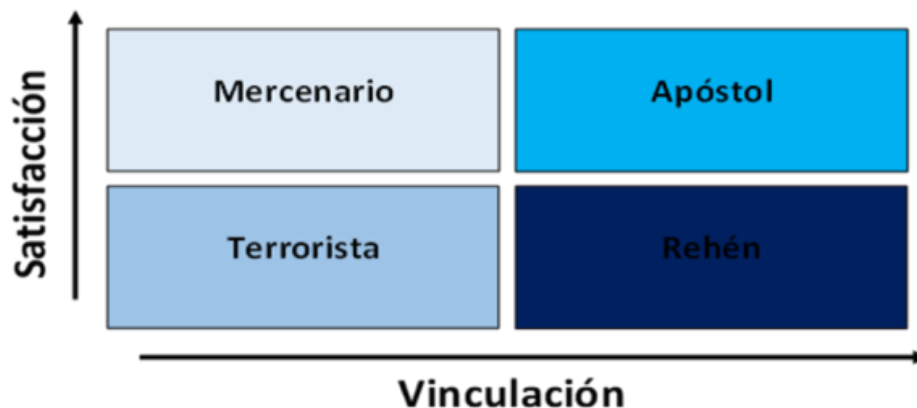 Satisfacción
Mercenario
Apóstol
Terrorista
Rehén
Vinculación